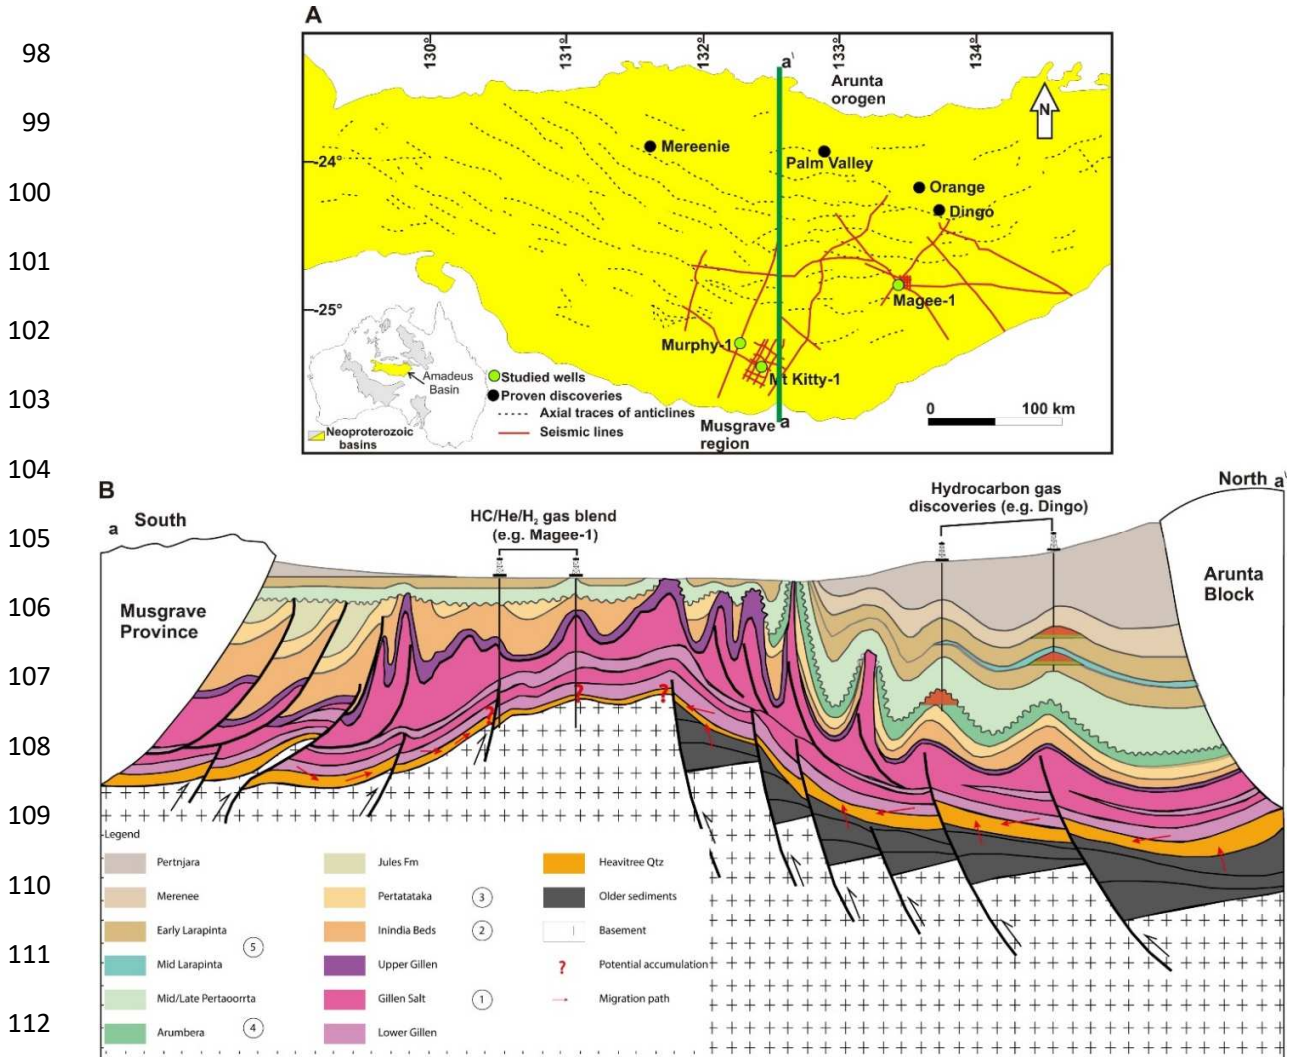 98
99
100
101
102
103
104
105
106
107
108
109
110
111
112
A
130°
131°
132°
133°
134°
a'
Arunta
orogen
N
Mereenie
Palm Valley
-24°
Orange
Dingo
Magee-1
-25°
Murphy-1
Mt Kitty-1
Amadeus
Basin
Studied wells
Proven discoveries
Axial traces of anticlines
Seismic lines
Neoproterozoic
basins
Musgrave
region
a
0 100 km
B
a South
HC/He/H₂ gas blend
(e.g. Magee-1)
Hydrocarbon gas
discoveries (e.g. Dingo)
North a'
Musgrave
Province
Arunta
Block
? ? ?
Legend
Pertnjara
Merenee
Early Larapinta
5
Mid Larapinta
Mid/Late Pertaoorrta
Arumbera 4
Jules Fm
Pertatataka 3
Inindia Beds 2
Upper Gillen
Gillen Salt 1
Lower Gillen
Heavitree Qtz
Older sediments
Basement
? Potential accumulation
Migration path